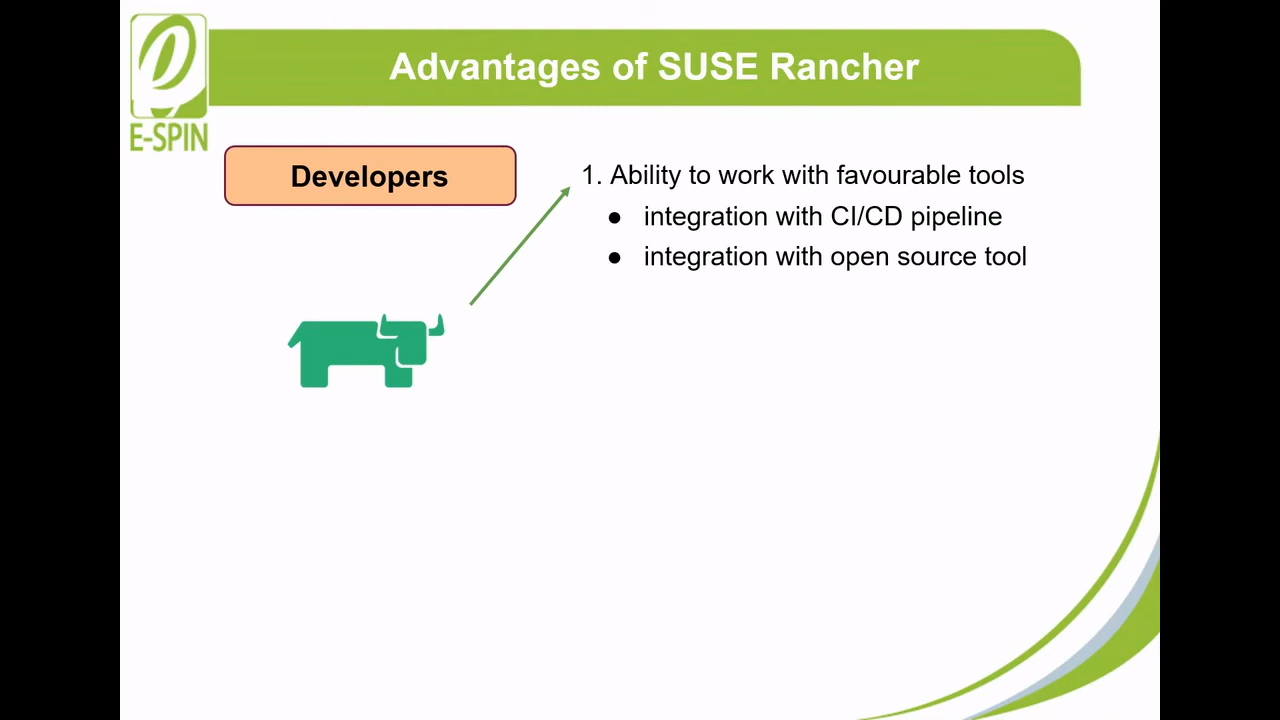 Advantages of SUSE Rancher
E-SPIN
Developers
1. Ability to work with favourable tools
● integration with CI/CD pipeline
● integration with open source tool